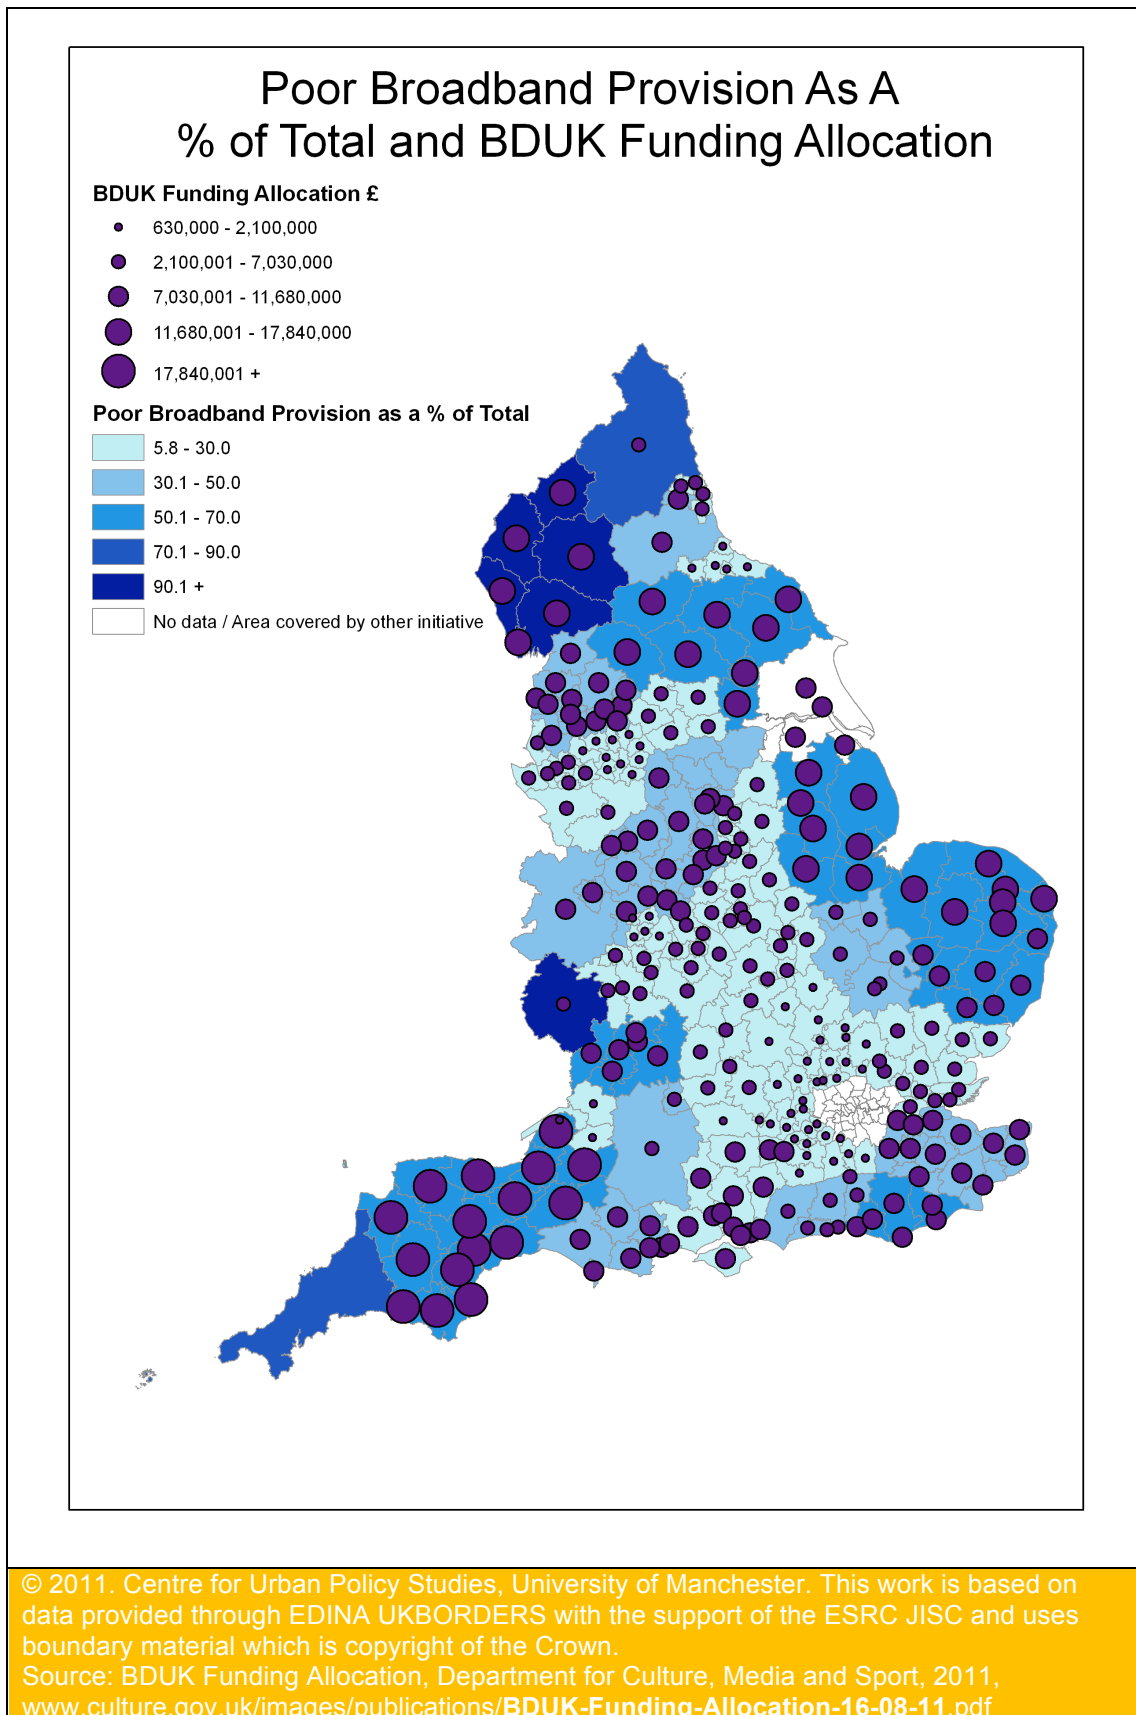 Poor Broadband Provision As A
% of Total and BDUK Funding Allocation
BDUK Funding Allocation £
630,000 - 2,100,000
2,100,001 - 7,030,000
7,030,001 - 11,680,000
11,680,001 - 17,840,000
17,840,001 +
Poor Broadband Provision as a % of Total
5.8 - 30.0
30.1 - 50.0
50.1 - 70.0
70.1 - 90.0
90.1 +
No data / Area covered by other initiative
© 2011. Centre for Urban Policy Studies, University of Manchester. This work is based on
data provided through EDINA UKBORDERS with the support of the ESRC JISC and uses
boundary material which is copyright of the Crown.
Source: BDUK Funding Allocation, Department for Culture, Media and Sport, 2011,
www.culture.gov.uk/images/publications/BDUK-Funding-Allocation-16-08-11.pdf